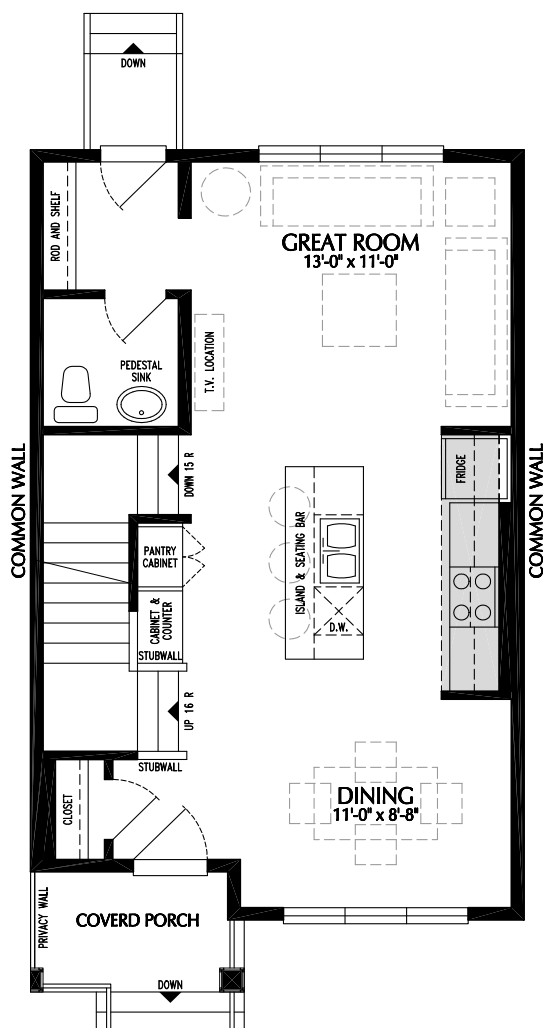 DOWN
ROD AND SHELF
GREAT ROOM
13'-0" x 11'-0"
T.V. LOCATION
PEDESTAL
SINK
COMMON WALL
COMMON WALL
DOWN 15 R
FRIDGE
PANTRY
CABINET
ISLAND & SEATING BAR
CABINET &
COUNTER
D.W.
STUBWALL
UP 16 R
STUBWALL
CLOSET
DINING
11'-0" x 8'-8"
PRIVACY WALL
COVERD PORCH
DOWN